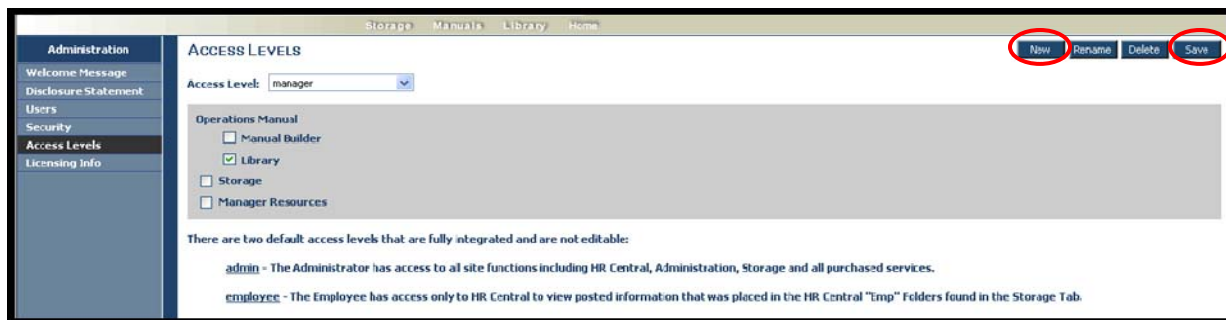 Storage Manuals Library Home
Administration
Welcome Message
Disclosure Statement
Users
Security
Access Levels
Licensing Info
ACCESS LEVELS
New Rename Delete Save
Access Level: manager
Operations Manual
Manual Builder
Library
Storage
Manager Resources
There are two default access levels that are fully integrated and are not editable:
admin - The Administrator has access to all site functions including HR Central, Administration, Storage and all purchased services.
employee - The Employee has access only to HR Central to view posted information that was placed in the HR Central "Emp" Folders found in the Storage Tab.